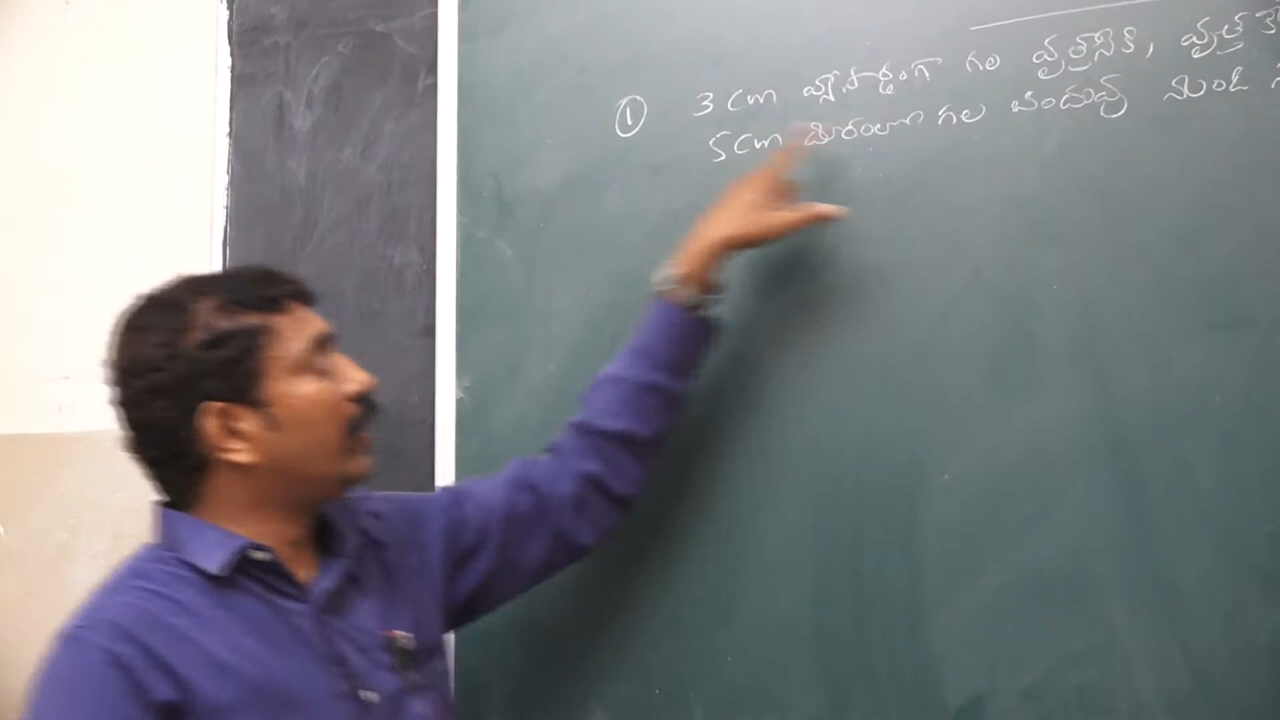 ① 3 cm వ్యాసార్ధంగా గల వృత్తానికి, వృత్త
5 cm దూరంలో గల బిందువు నుండి